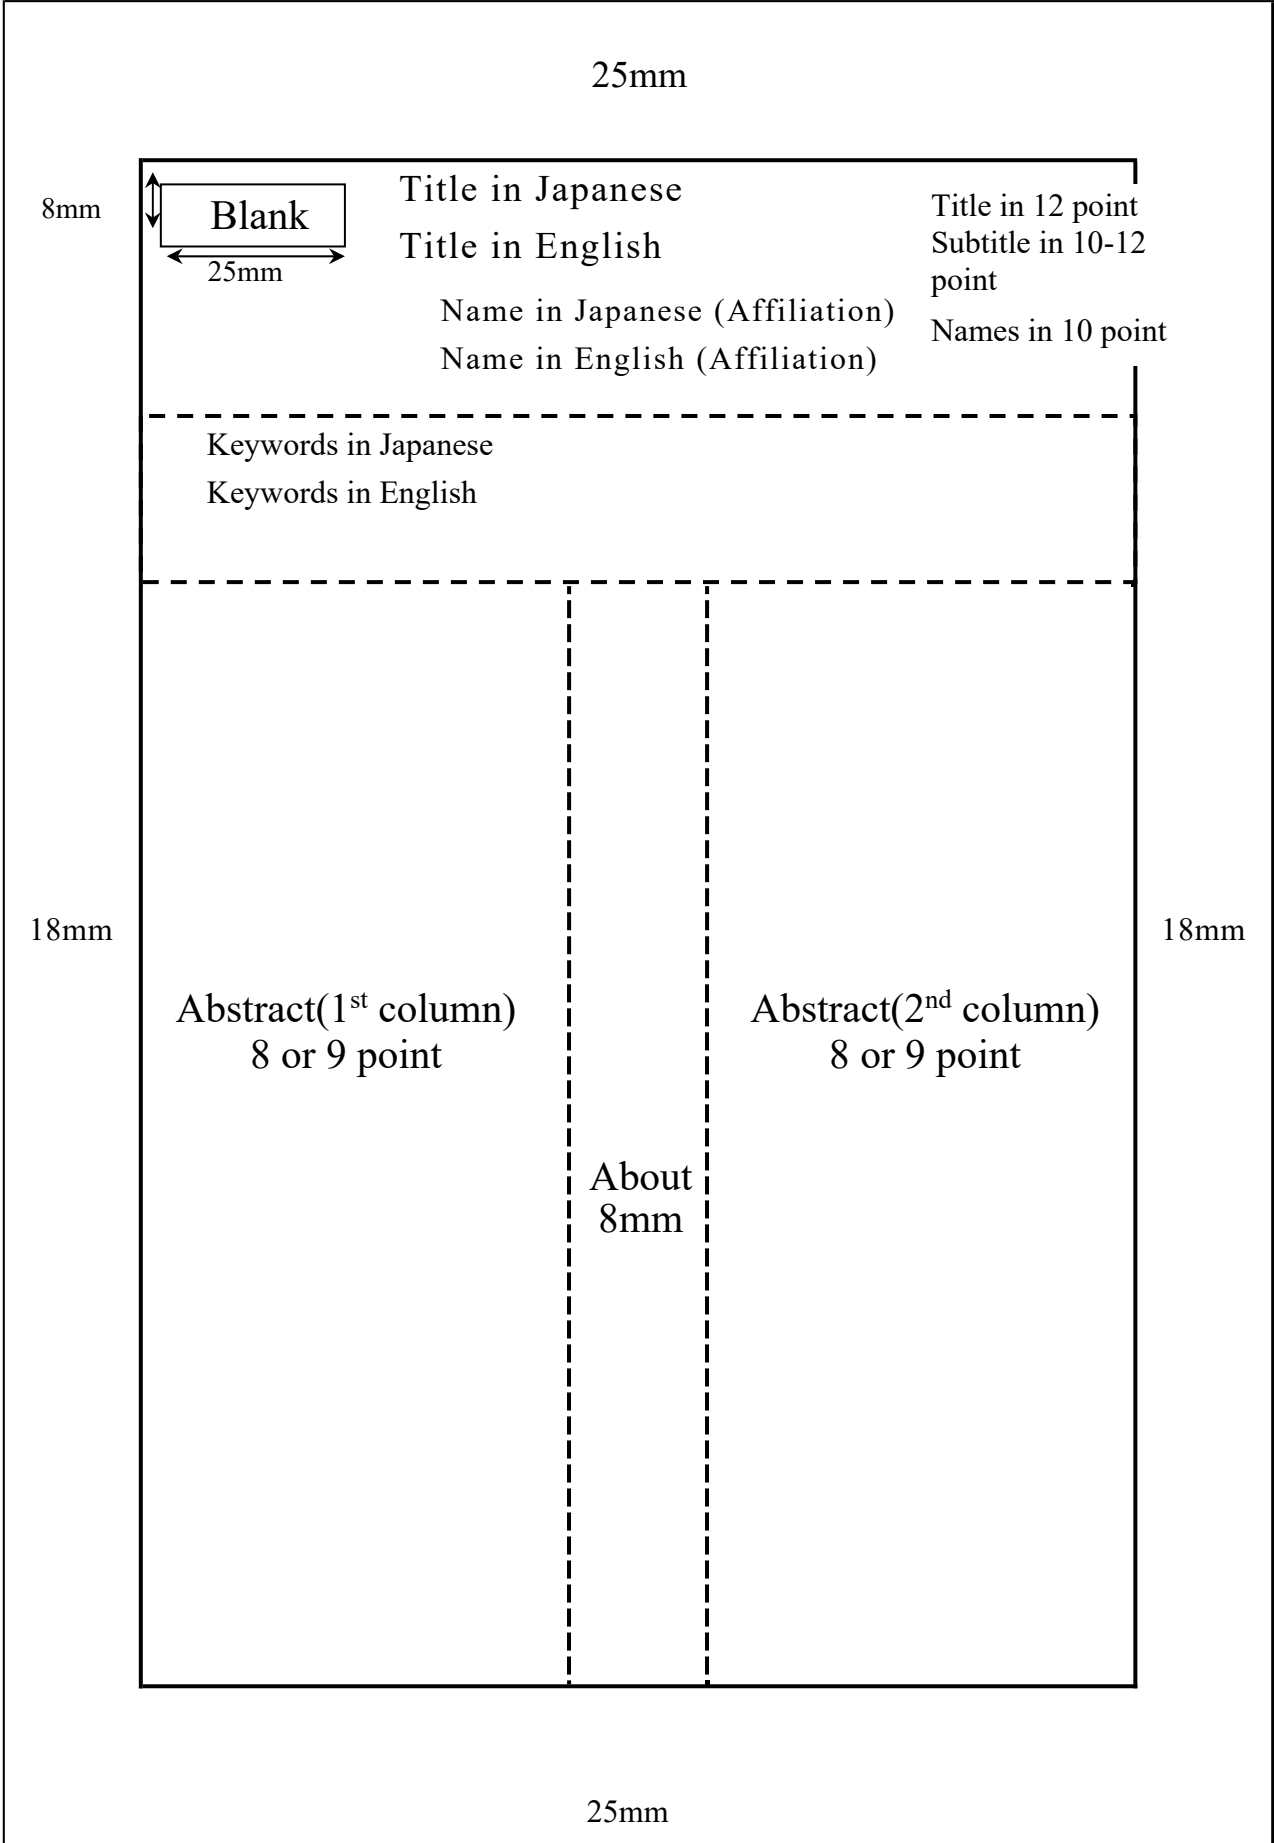 25mm
8mm
Blank
25mm
Title in Japanese
Title in English
Name in Japanese (Affiliation)
Name in English (Affiliation)
Title in 12 point
Subtitle in 10-12
point
Names in 10 point
Keywords in Japanese
Keywords in English
18mm
Abstract(1st column)
8 or 9 point
About
8mm
Abstract(2nd column)
8 or 9 point
18mm
25mm